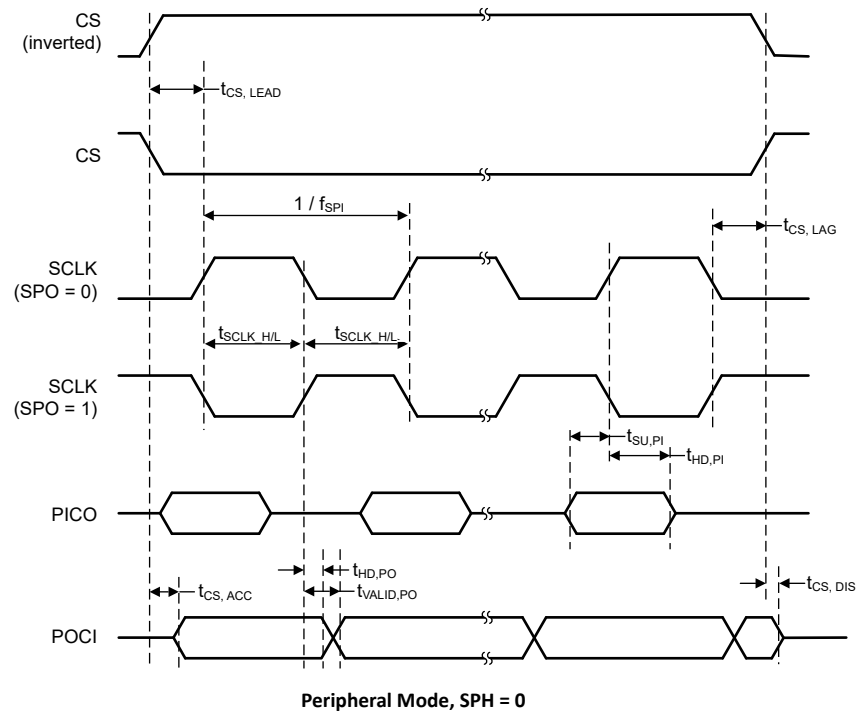 CS
(inverted)
tCS, LEAD
CS
1 / fSPI
tCS, LAG
SCLK
(SPO = 0)
tSCLK_H/L
tSCLK_H/L
SCLK
(SPO = 1)
tSU,PI
tHD,PI
PICO
tHD,PO
tVALID,PO
tCS, ACC
tCS, DIS
POCI
Peripheral Mode, SPH = 0